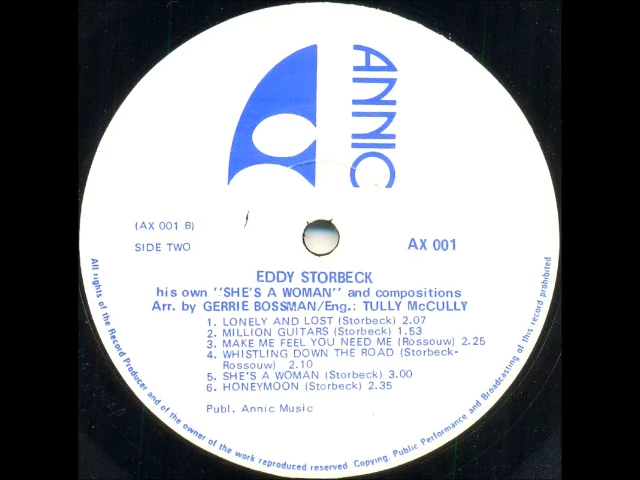 ANNIC
(AX 001 B)
SIDE TWO
AX 001
EDDY STORBECK
his own "SHE'S A WOMAN" and compositions
Arr. by GERRIE BOSSMAN/Eng.: TULLY McCULLY
1. LONELY AND LOST (Storbeck) 2.07
2. MILLION GUITARS (Storbeck) 1.53
3. MAKE ME FEEL YOU NEED ME (Rossouw) 2.25
4. WHISTLING DOWN THE ROAD (Storbeck-
Rossouw) 2.10
5. SHE'S A WOMAN (Storbeck) 3.00
6. HONEYMOON (Storbeck) 2.35
Publ. Annic Music
All rights of the Record Producer and of the owner of the work reproduced reserved. Copying, Public Performance and Broadcasting of this record prohibited